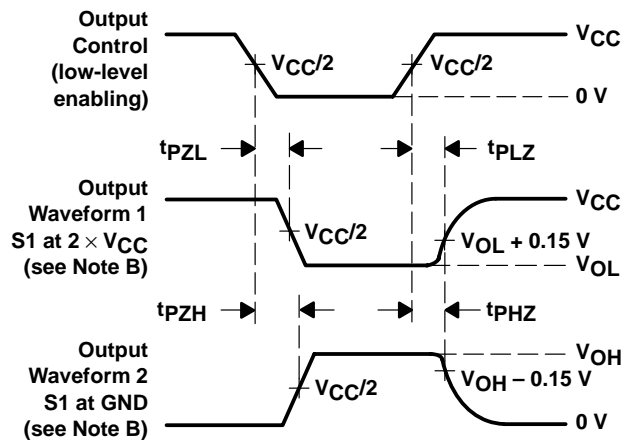 Output
Control
(low-level
enabling)
VCC
VCC/2
VCC/2
0 V
tPZL
tPLZ
Output
Waveform 1
S1 at 2 × VCC
(see Note B)
VCC
VCC/2
VOL + 0.15 V
VOL
tPZH
tPHZ
Output
Waveform 2
S1 at GND
(see Note B)
VOH
VCC/2
VOH – 0.15 V
0 V